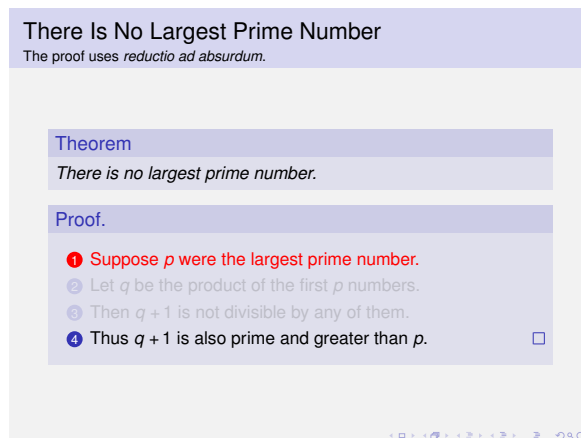 There Is No Largest Prime Number
The proof uses reductio ad absurdum.
Theorem
There is no largest prime number.
Proof.
1 Suppose p were the largest prime number.
2 Let q be the product of the first p numbers.
3 Then q + 1 is not divisible by any of them.
4 Thus q + 1 is also prime and greater than p.